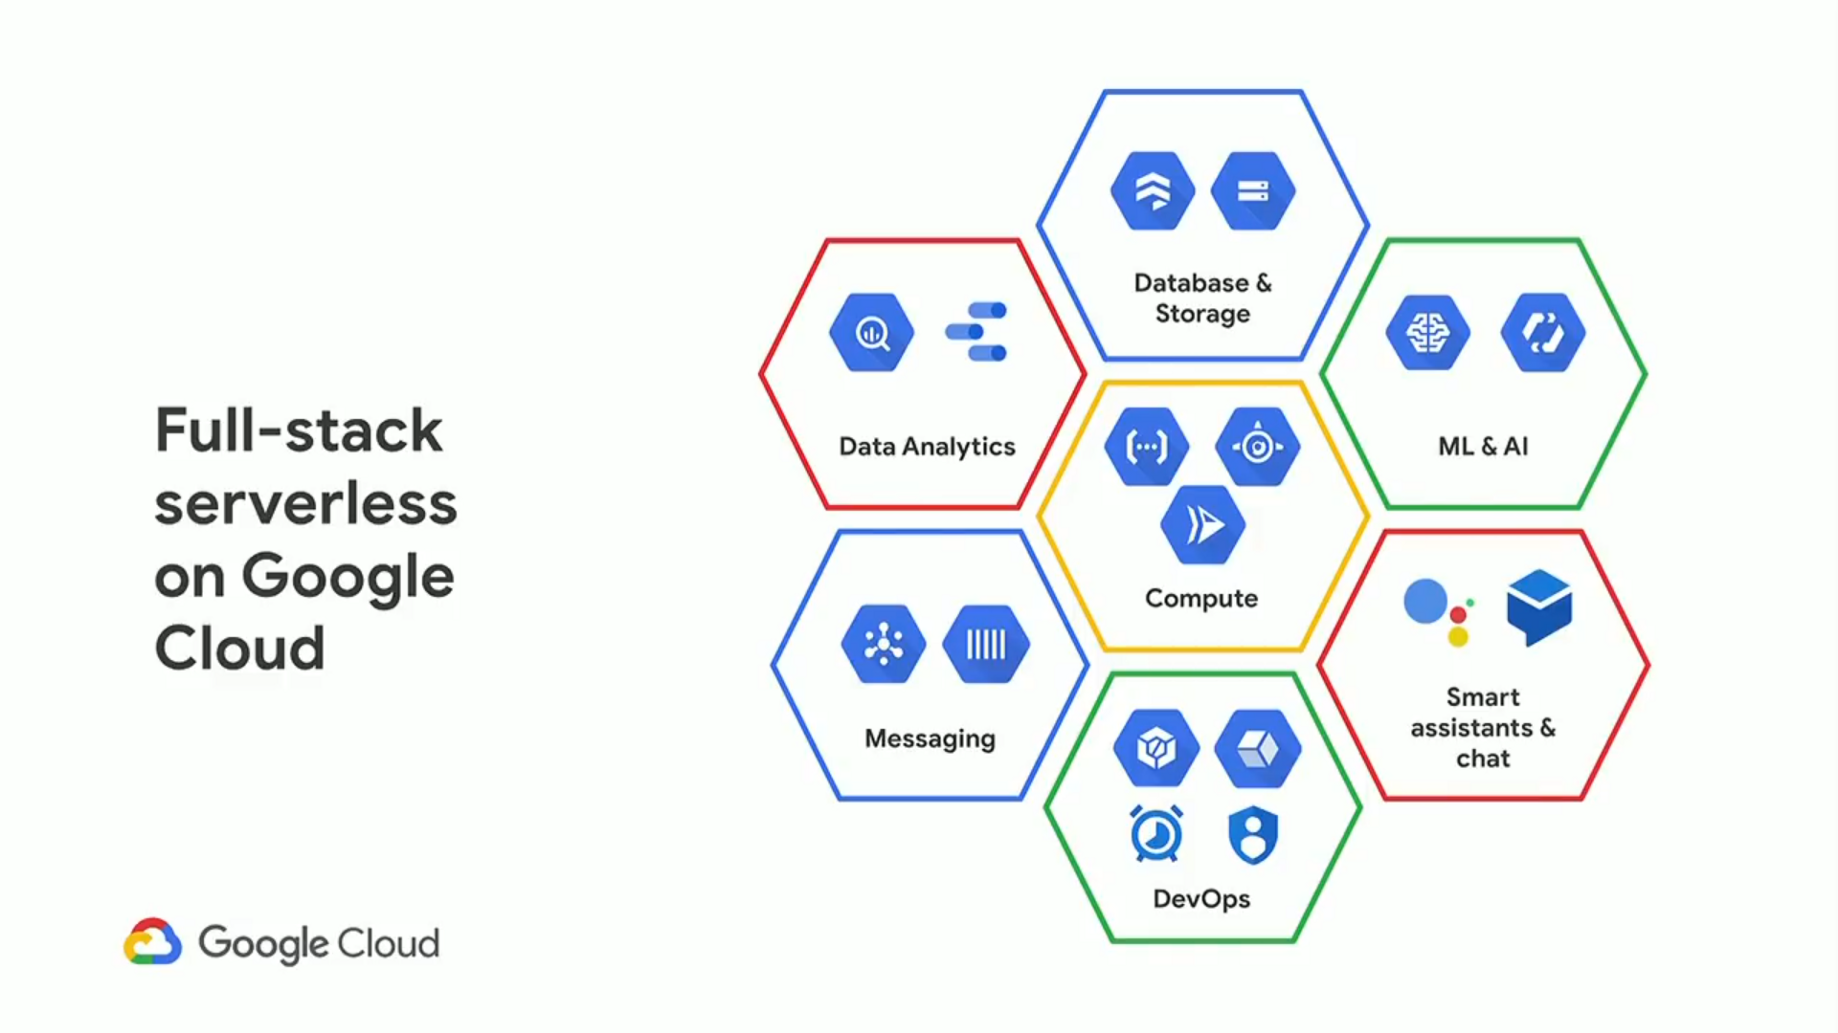 Full-stack
serverless
on Google
Cloud
Database &
Storage
Data Analytics
ML & AI
Compute
Messaging
Smart
assistants &
chat
DevOps
Google Cloud